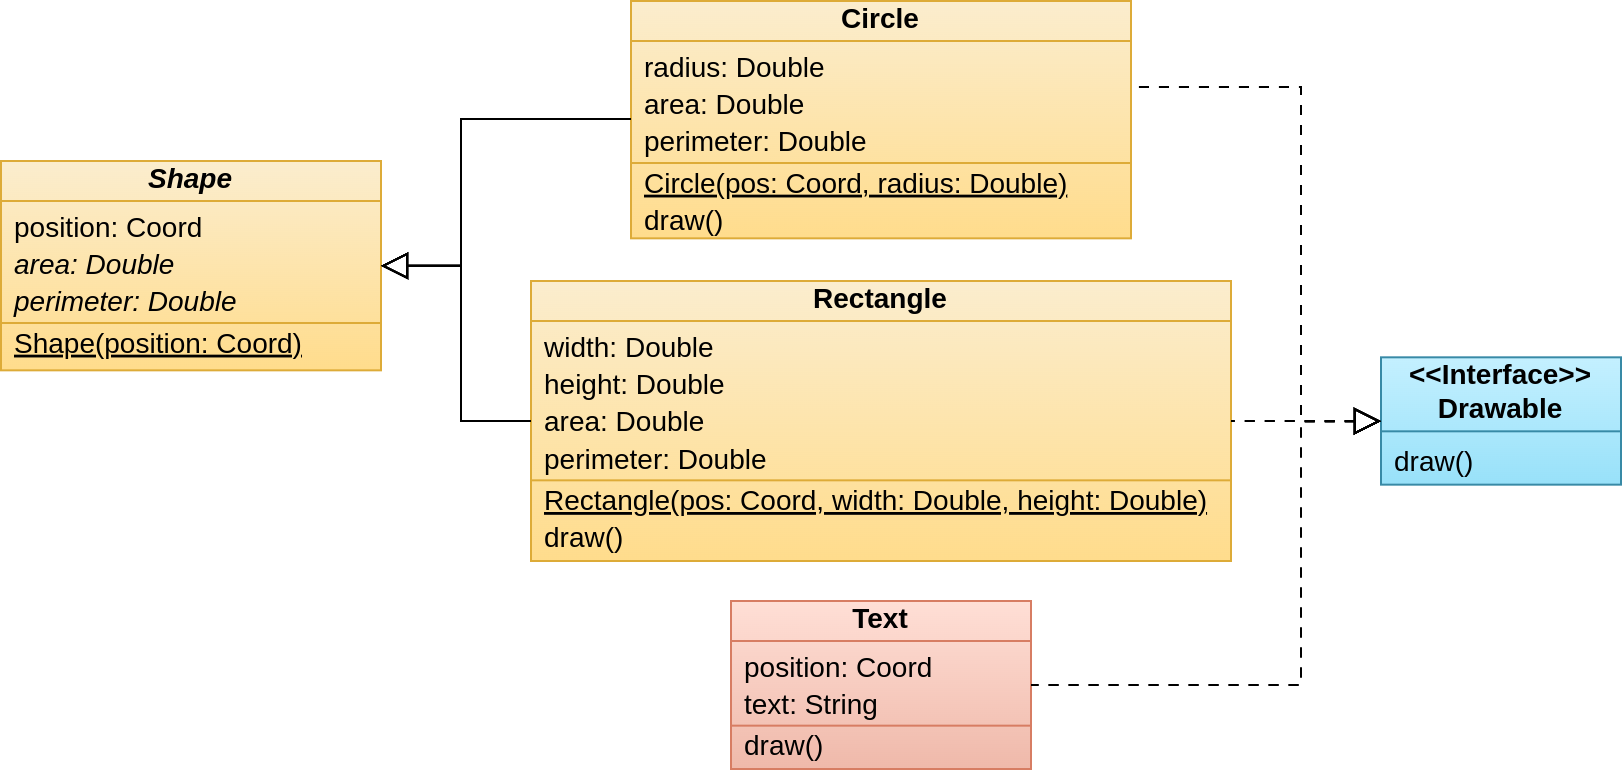 Circle
radius: Double
area: Double
perimeter: Double
Circle(pos: Coord, radius: Double)
draw()
Shape
position: Coord
area: Double
perimeter: Double
Shape(position: Coord)
Rectangle
width: Double
height: Double
area: Double
perimeter: Double
Rectangle(pos: Coord, width: Double, height: Double)
draw()
<<Interface>>
Drawable
draw()
Text
position: Coord
text: String
draw()